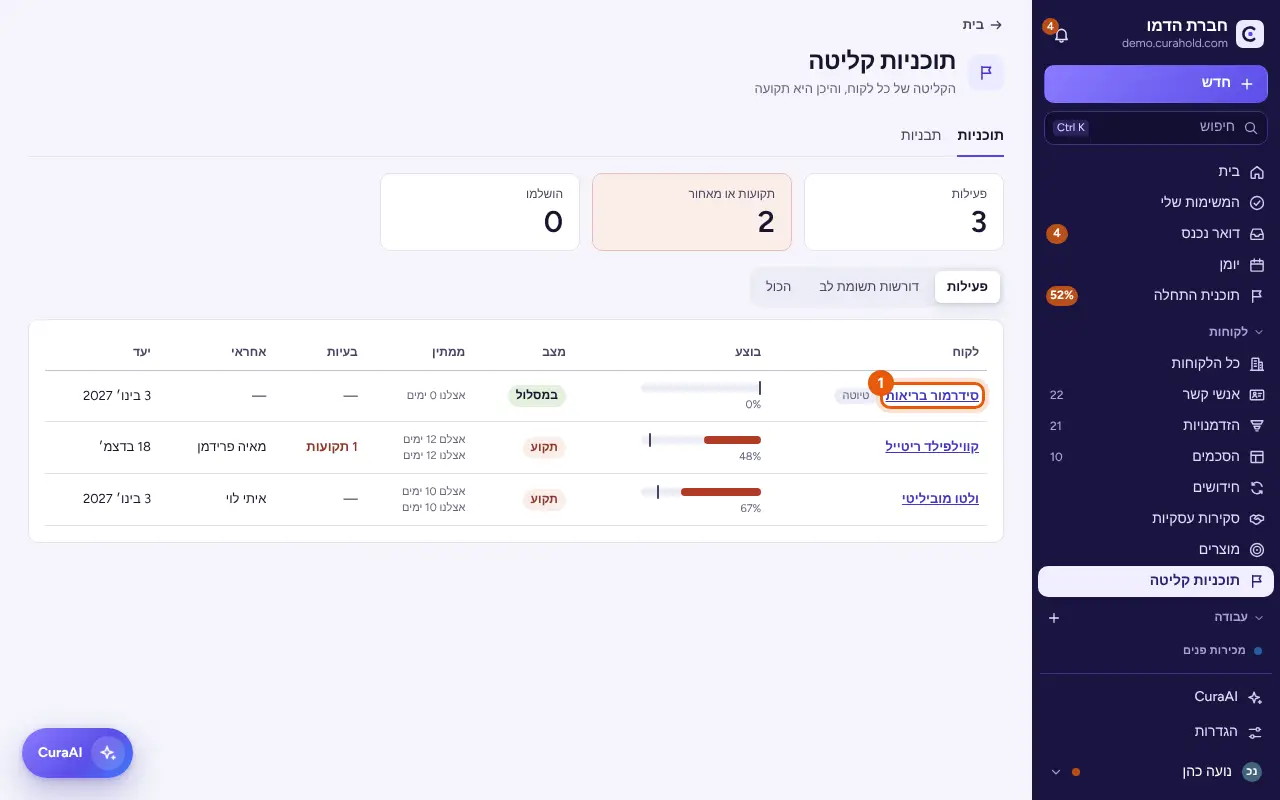 חברת הדמו
demo.curahold.com
4
+ חדש
חיפוש Ctrl K
בית
המשימות שלי
דואר נכנס 4
יומן
תוכנית התחלה 52%
לקוחות
כל הלקוחות
אנשי קשר 22
הזדמנויות 21
הסכמים 10
חידושים
סקירות עסקיות
מוצרים
תוכניות קליטה
עבודה +
מכירות פנים
CuraAI
הגדרות
נכ נועה כהן
→ בית
תוכניות קליטה
הקליטה של כל לקוח, והיכן היא תקועה
תוכניות תבניות
פעילות
3
תקועות או מאחור
2
הושלמו
0
פעילות דורשות תשומת לב הכול
לקוח בוצע מצב ממתין בעיות אחראי יעד
1
סידרמור בריאות טיוטה 0% במסלול אצלנו 0 ימים — — 3 בינו׳ 2027
קווילפילד ריטייל 48% תקוע אצלם 12 ימים
אצלנו 12 ימים
1 תקועות מאיה פרידמן 18 בדצמ׳
ולטו מוביליטי 67% תקוע אצלם 10 ימים
אצלנו 10 ימים
— איתי לוי 3 בינו׳ 2027
CuraAI